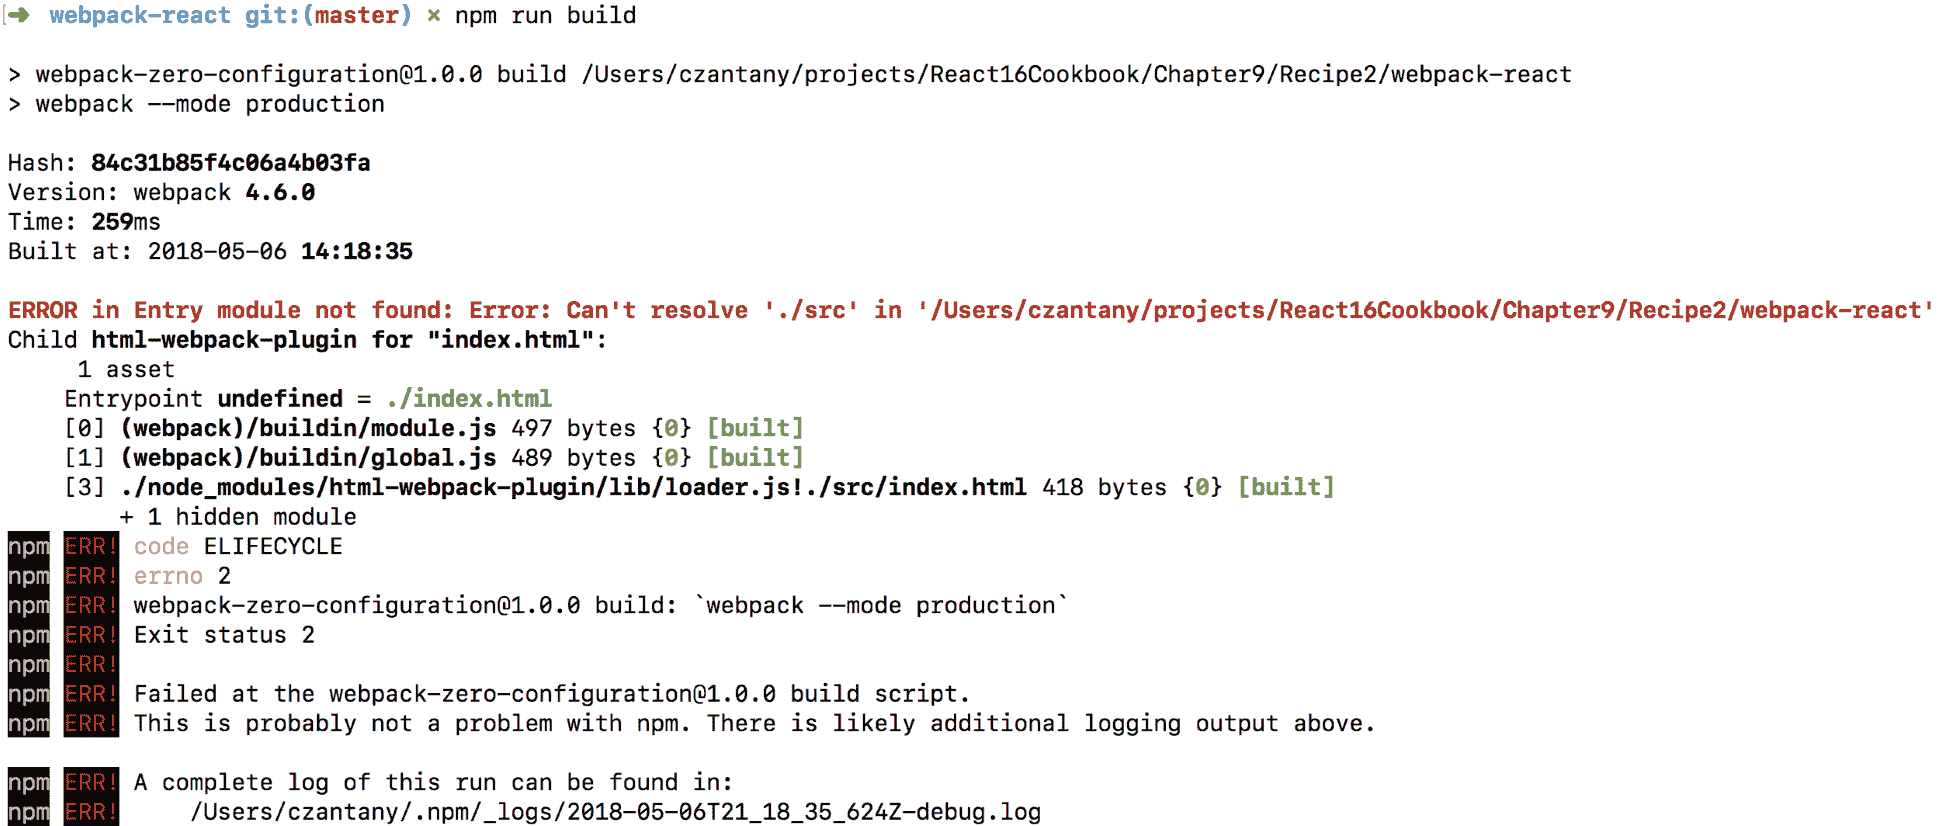 ➜ webpack-react git:(master) × npm run build
> webpack-zero-configuration@1.0.0 build /Users/czantany/projects/React16Cookbook/Chapter9/Recipe2/webpack-react
> webpack --mode production
Hash: 84c31b85f4c06a4b03fa
Version: webpack 4.6.0
Time: 259ms
Built at: 2018-05-06 14:18:35
ERROR in Entry module not found: Error: Can't resolve './src' in '/Users/czantany/projects/React16Cookbook/Chapter9/Recipe2/webpack-react'
Child html-webpack-plugin for "index.html":
1 asset
Entrypoint undefined = ./index.html
[0] (webpack)/buildin/module.js 497 bytes {0} [built]
[1] (webpack)/buildin/global.js 489 bytes {0} [built]
[3] ./node_modules/html-webpack-plugin/lib/loader.js!./src/index.html 418 bytes {0} [built]
+ 1 hidden module
npm ERR! code ELIFECYCLE
npm ERR! errno 2
npm ERR! webpack-zero-configuration@1.0.0 build: `webpack --mode production`
npm ERR! Exit status 2
npm ERR!
npm ERR! Failed at the webpack-zero-configuration@1.0.0 build script.
npm ERR! This is probably not a problem with npm. There is likely additional logging output above.
npm ERR! A complete log of this run can be found in:
npm ERR! /Users/czantany/.npm/_logs/2018-05-06T21_18_35_624Z-debug.log